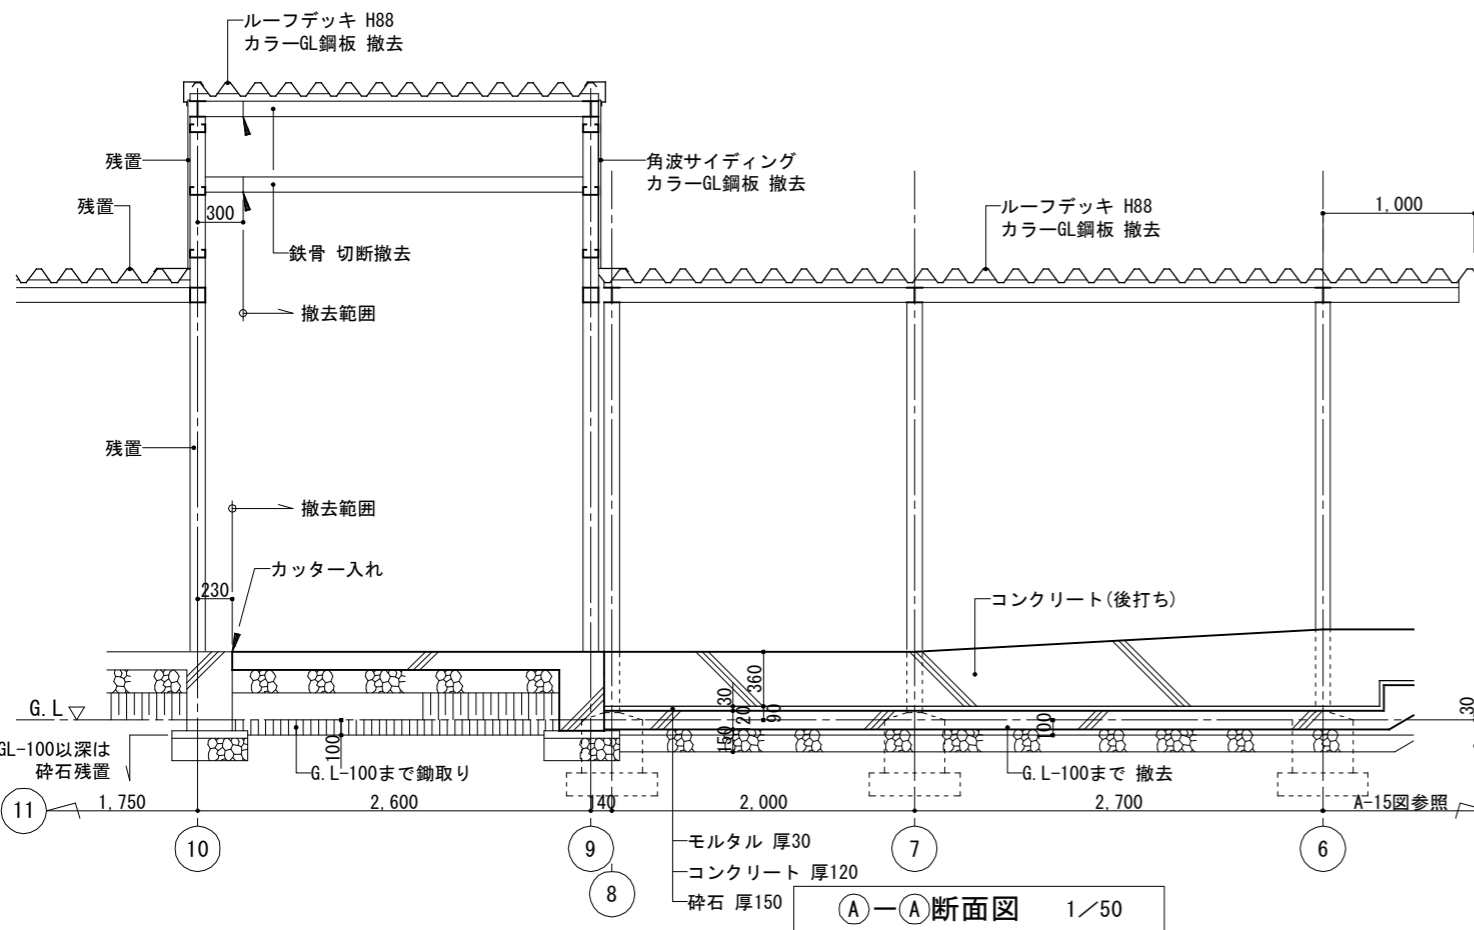 ルーフデッキ H88
カラーGL鋼板 撤去
残置
角波サイディング
カラーGL鋼板 撤去
残置
300
ルーフデッキ H88
カラーGL鋼板 撤去
1,000
鉄骨 切断撤去
撤去範囲
残置
撤去範囲
カッター入れ
230
コンクリート(後打ち)
360
30
120
90
150
100
100
30
G.L
GL-100以深は
砕石残置
G.L-100まで鋤取り
G.L-100まで 撤去
11
1,750
2,600
140
2,000
2,700
A-15図参照
10
9
8
7
6
モルタル 厚30
コンクリート 厚120
砕石 厚150
A-A断面図 1/50